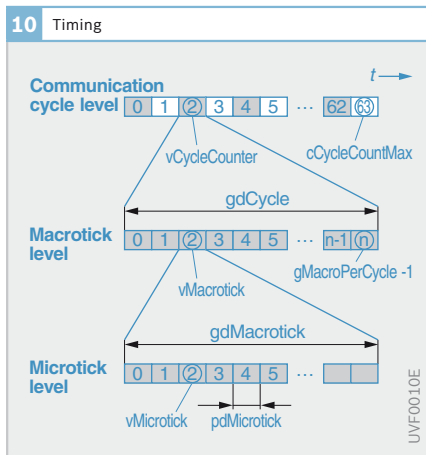 10 Timing
t
Communication
cycle level 0 1 2 3 4 5 ... 62 63
vCycleCounter cCycleCountMax
gdCycle
Macrotick
level 0 1 2 3 4 5 ... n-1 n
gMacroPerCycle -1
vMacrotick
gdMacrotick
Microtick
level 0 1 2 3 4 5 ...
vMicrotick pdMicrotick
UVF0010E